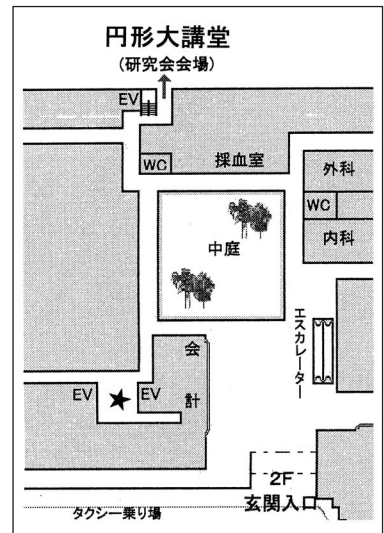 円形大講堂
(研究会会場)
EV
WC
採血室
外科
WC
内科
中庭
エスカレーター
会計
EV
EV
2F
玄関入口
タクシー乗り場